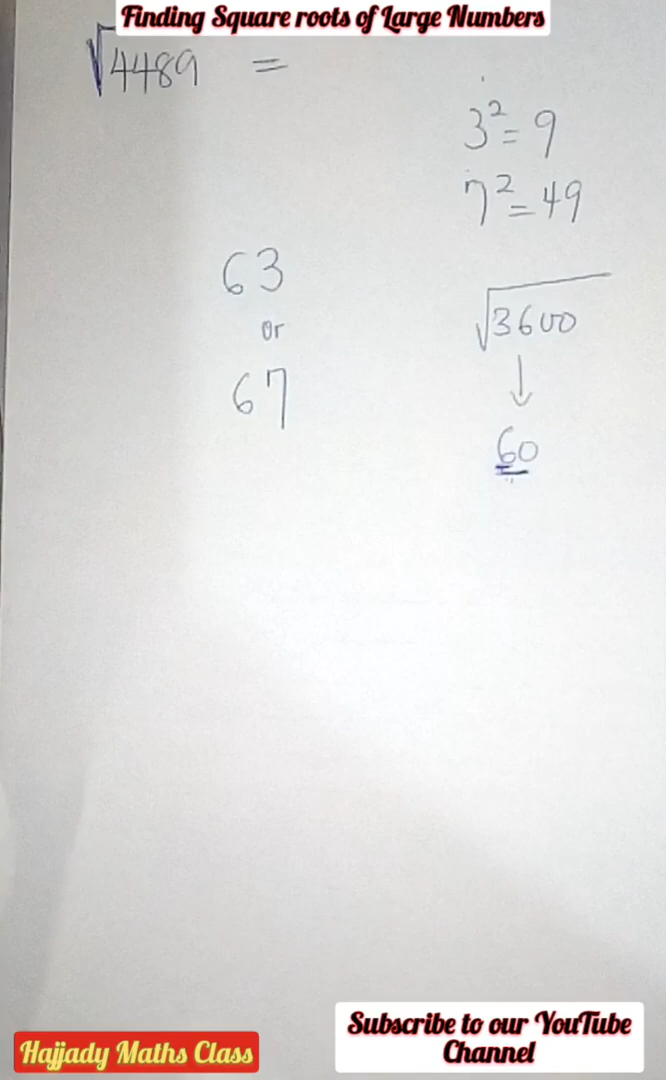 Finding Square roots of Large Numbers
√4489 =
3² = 9
7² = 49
63
or
67
√3600
↓
60
Subscribe to our YouTube
Channel
Hajjady Maths Class